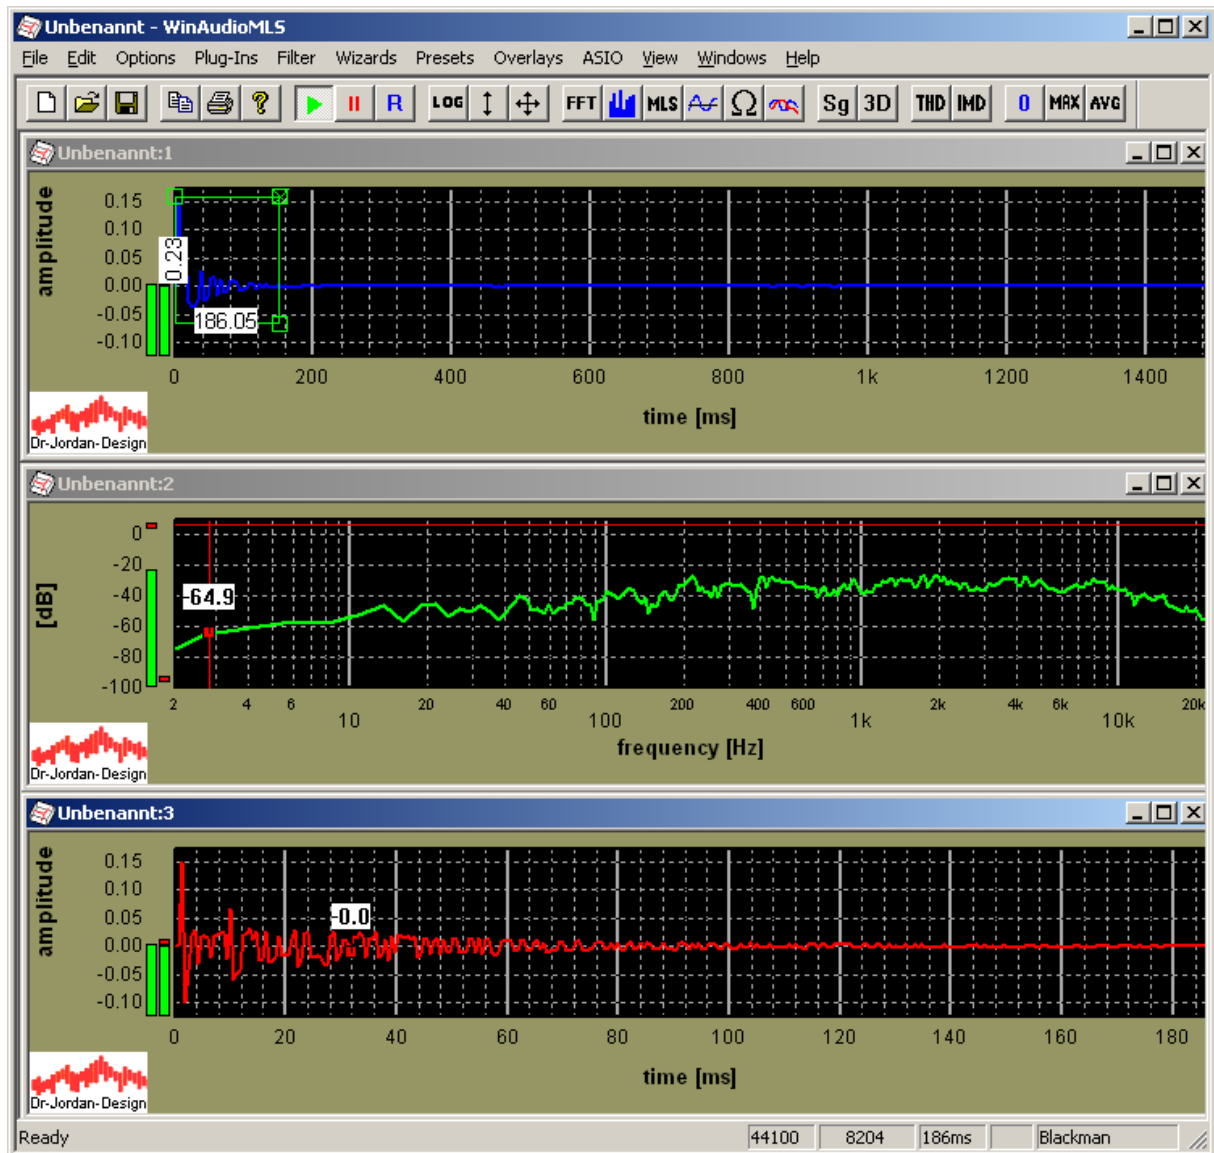 Unbenannt - WinAudioMLS
File Edit Options Plug-Ins Filter Wizards Presets Overlays ASIO View Windows Help
R LOG FFT MLS Ω Sg 3D THD IMD 0 MAX AVG
Unbenannt:1
amplitude
0.15
0.10
0.05
0.00
-0.05
-0.10
0.23
186.05
0 200 400 600 800 1k 1200 1400
time [ms]
Dr-Jordan-Design
Unbenannt:2
[dB]
0
-20
-40
-60
-80
-100
-64.9
2 4 6 10 20 40 60 100 200 400 600 1k 2k 4k 6k 10k 20k
frequency [Hz]
Dr-Jordan-Design
Unbenannt:3
amplitude
0.15
0.10
0.05
0.00
-0.05
-0.10
-0.0
0 20 40 60 80 100 120 140 160 180
time [ms]
Dr-Jordan-Design
Ready 44100 8204 186ms Blackman